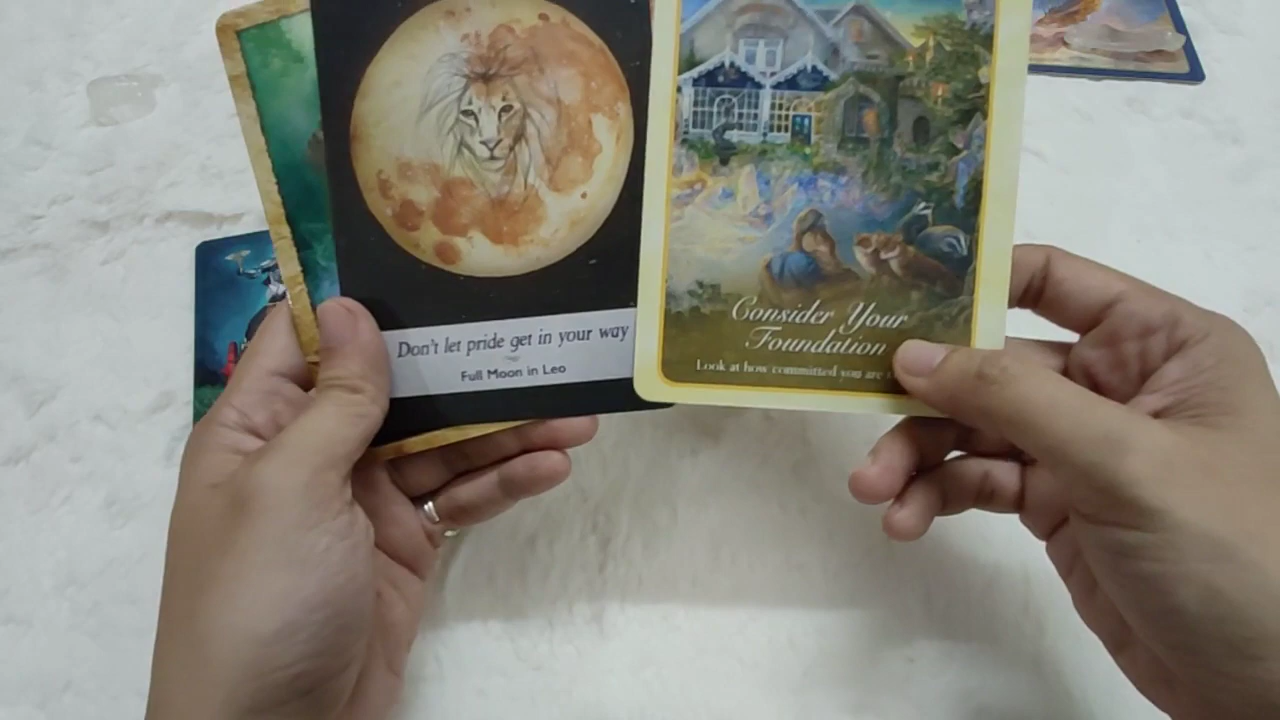 Don't let pride get in your way
Full Moon in Leo
Consider Your
Foundation
Look at how committed you are